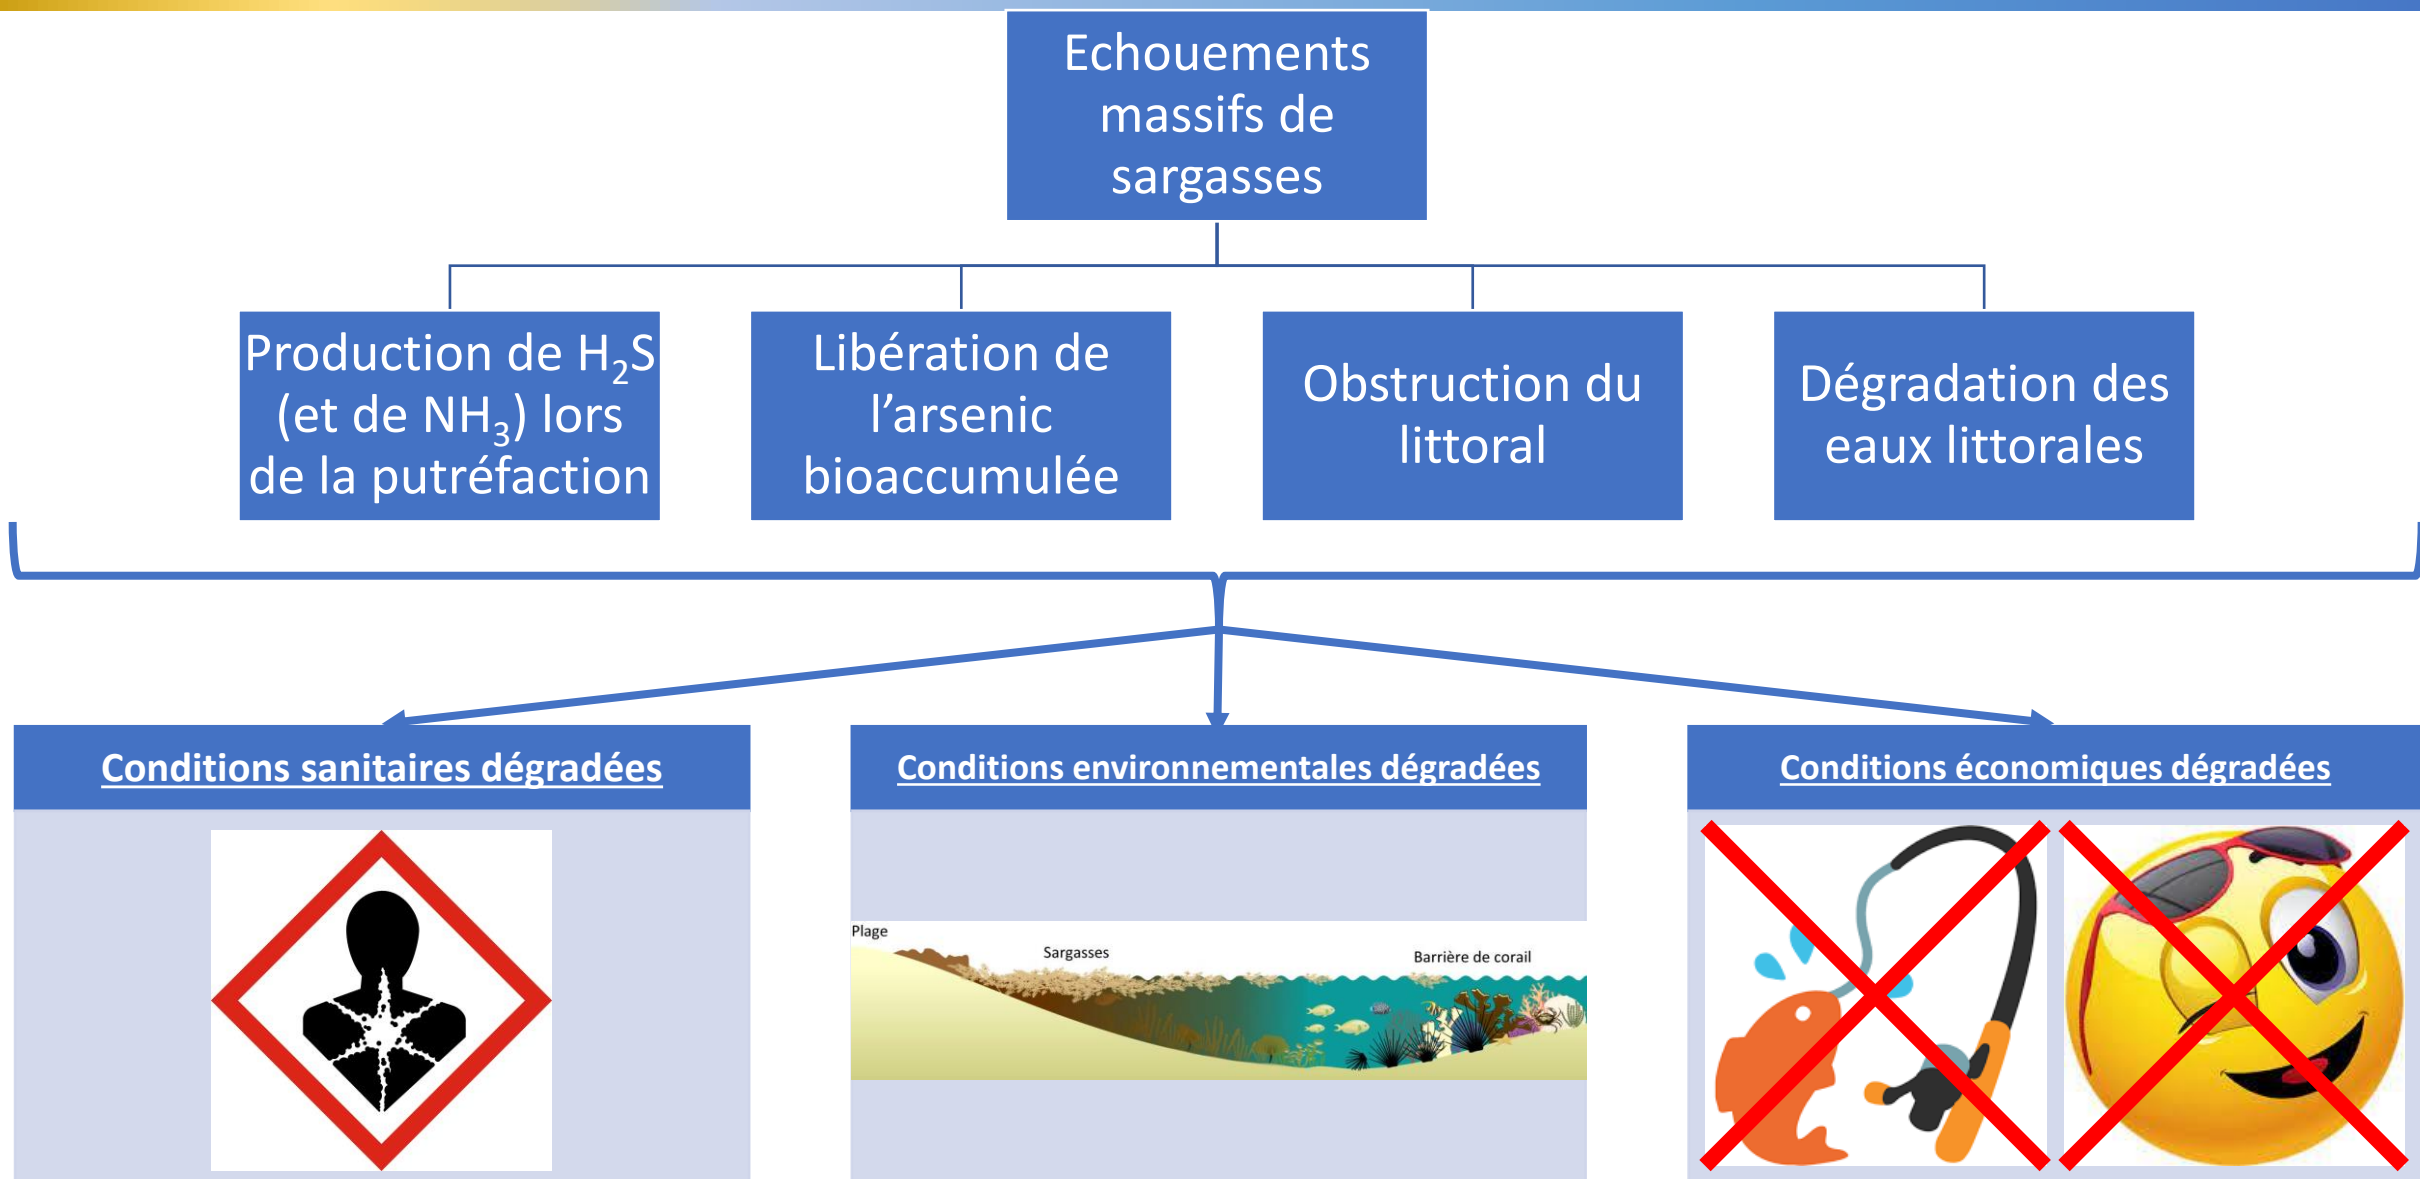 Echouements
massifs de
sargasses
Production de H₂S
(et de NH₃) lors
de la putréfaction
Libération de
l’arsenic
bioaccumulée
Obstruction du
littoral
Dégradation des
eaux littorales
Conditions sanitaires dégradées
Conditions environnementales dégradées
Conditions économiques dégradées
Plage
Sargasses
Barrière de corail